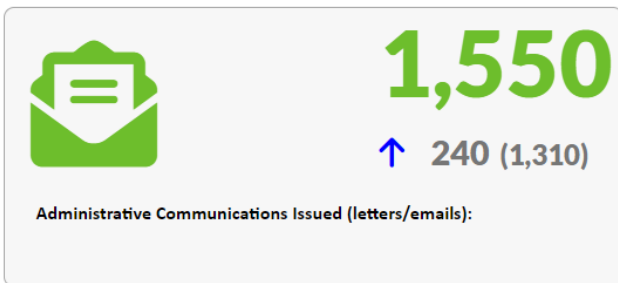 1,550
↑ 240 (1,310)
Administrative Communications Issued (letters/emails):